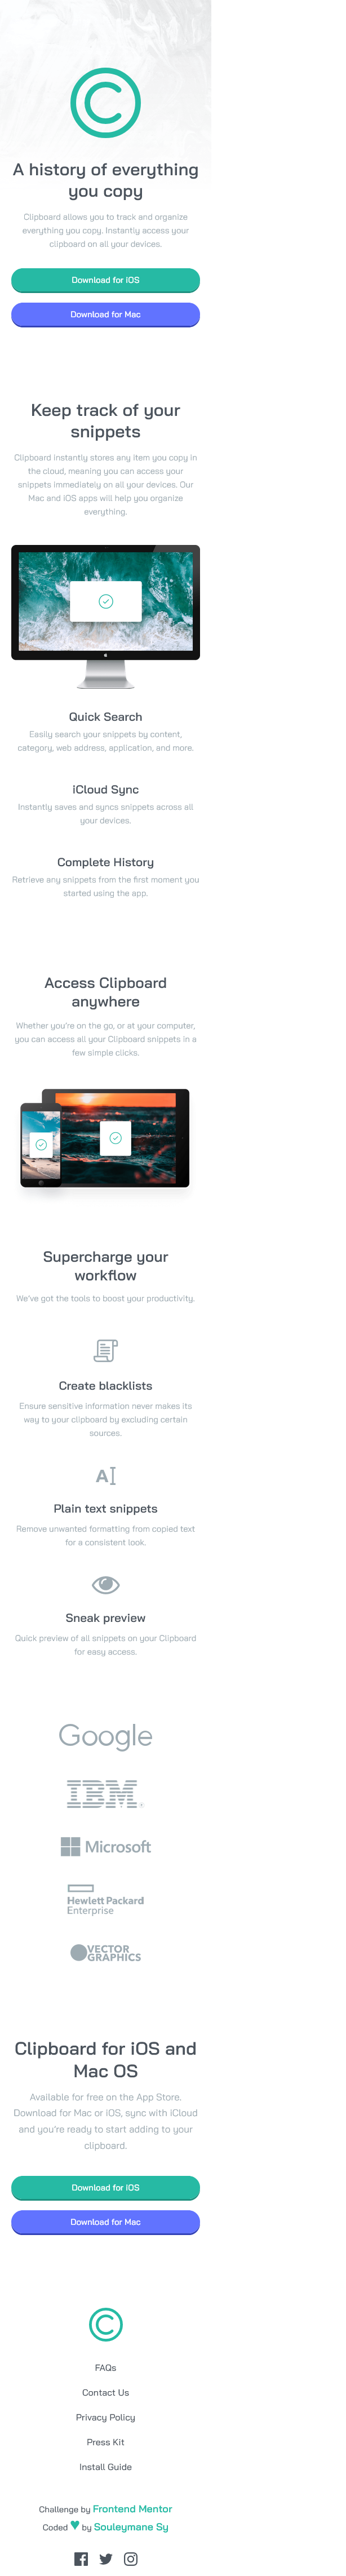 A history of everything
you copy
Clipboard allows you to track and organize
everything you copy. Instantly access your
clipboard on all your devices.
Download for iOS
Download for Mac
Keep track of your
snippets
Clipboard instantly stores any item you copy in
the cloud, meaning you can access your
snippets immediately on all your devices. Our
Mac and iOS apps will help you organize
everything.
Quick Search
Easily search your snippets by content,
category, web address, application, and more.
iCloud Sync
Instantly saves and syncs snippets across all
your devices.
Complete History
Retrieve any snippets from the first moment you
started using the app.
Access Clipboard
anywhere
Whether you're on the go, or at your computer,
you can access all your Clipboard snippets in a
few simple clicks.
Supercharge your
workflow
We've got the tools to boost your productivity.
Create blacklists
Ensure sensitive information never makes its
way to your clipboard by excluding certain
sources.
A
Plain text snippets
Remove unwanted formatting from copied text
for a consistent look.
Sneak preview
Quick preview of all snippets on your Clipboard
for easy access.
Google
IBM
Microsoft
Hewlett Packard
Enterprise
VECTOR
GRAPHICS
Clipboard for iOS and
Mac OS
Available for free on the App Store.
Download for Mac or iOS, sync with iCloud
and you're ready to start adding to your
clipboard.
Download for iOS
Download for Mac
FAQs
Contact Us
Privacy Policy
Press Kit
Install Guide
Challenge by Frontend Mentor
Coded ♥ by Souleymane Sy